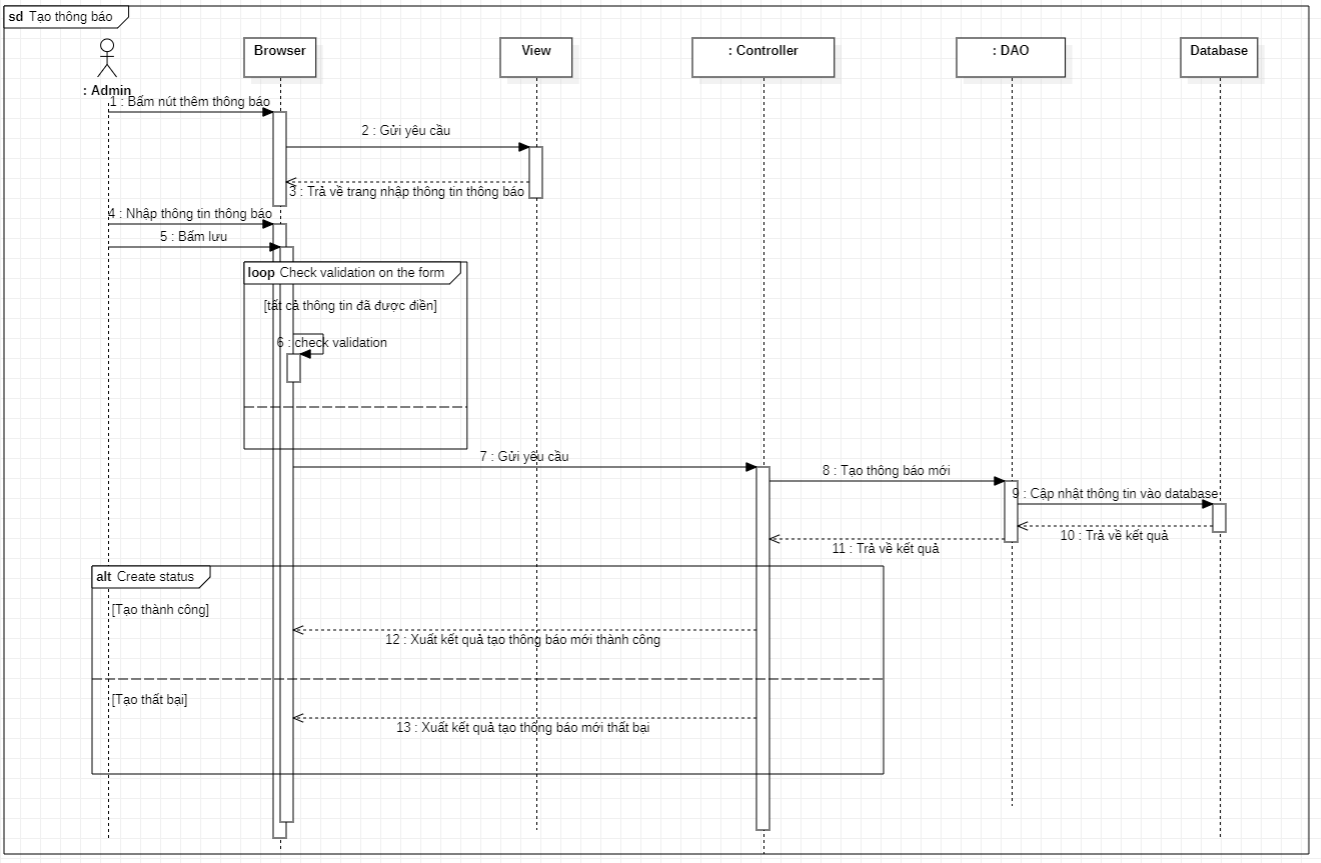 sd Tạo thông báo
Browser
View
: Controller
: DAO
Database
: Admin
1 : Bấm nút thêm thông báo
2 : Gửi yêu cầu
3 : Trả về trang nhập thông tin thông báo
4 : Nhập thông tin thông báo
5 : Bấm lưu
loop Check validation on the form
[tất cả thông tin đã được điền]
6 : check validation
7 : Gửi yêu cầu
8 : Tạo thông báo mới
9 : Cập nhật thông tin vào database
10 : Trả về kết quả
11 : Trả về kết quả
alt Create status
[Tạo thành công]
12 : Xuất kết quả tạo thông báo mới thành công
[Tạo thất bại]
13 : Xuất kết quả tạo thống báo mới thất bại